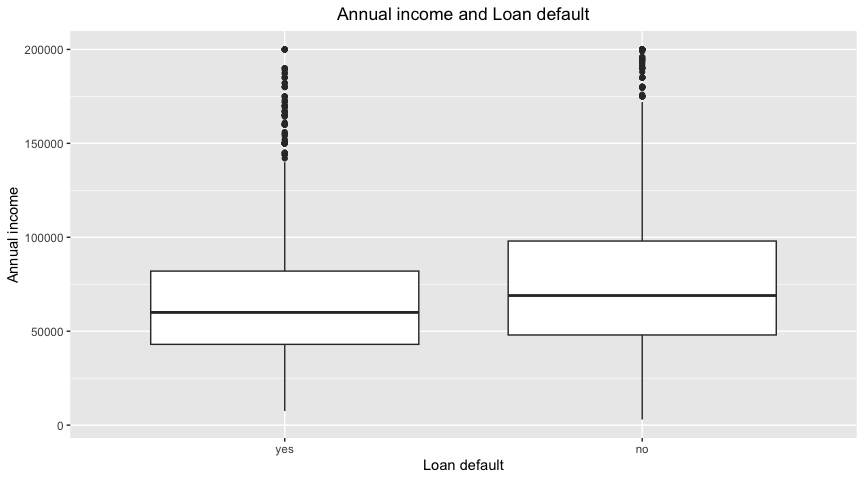 Annual income and Loan default
Annual income
200000
150000
100000
50000
0
yes
no
Loan default